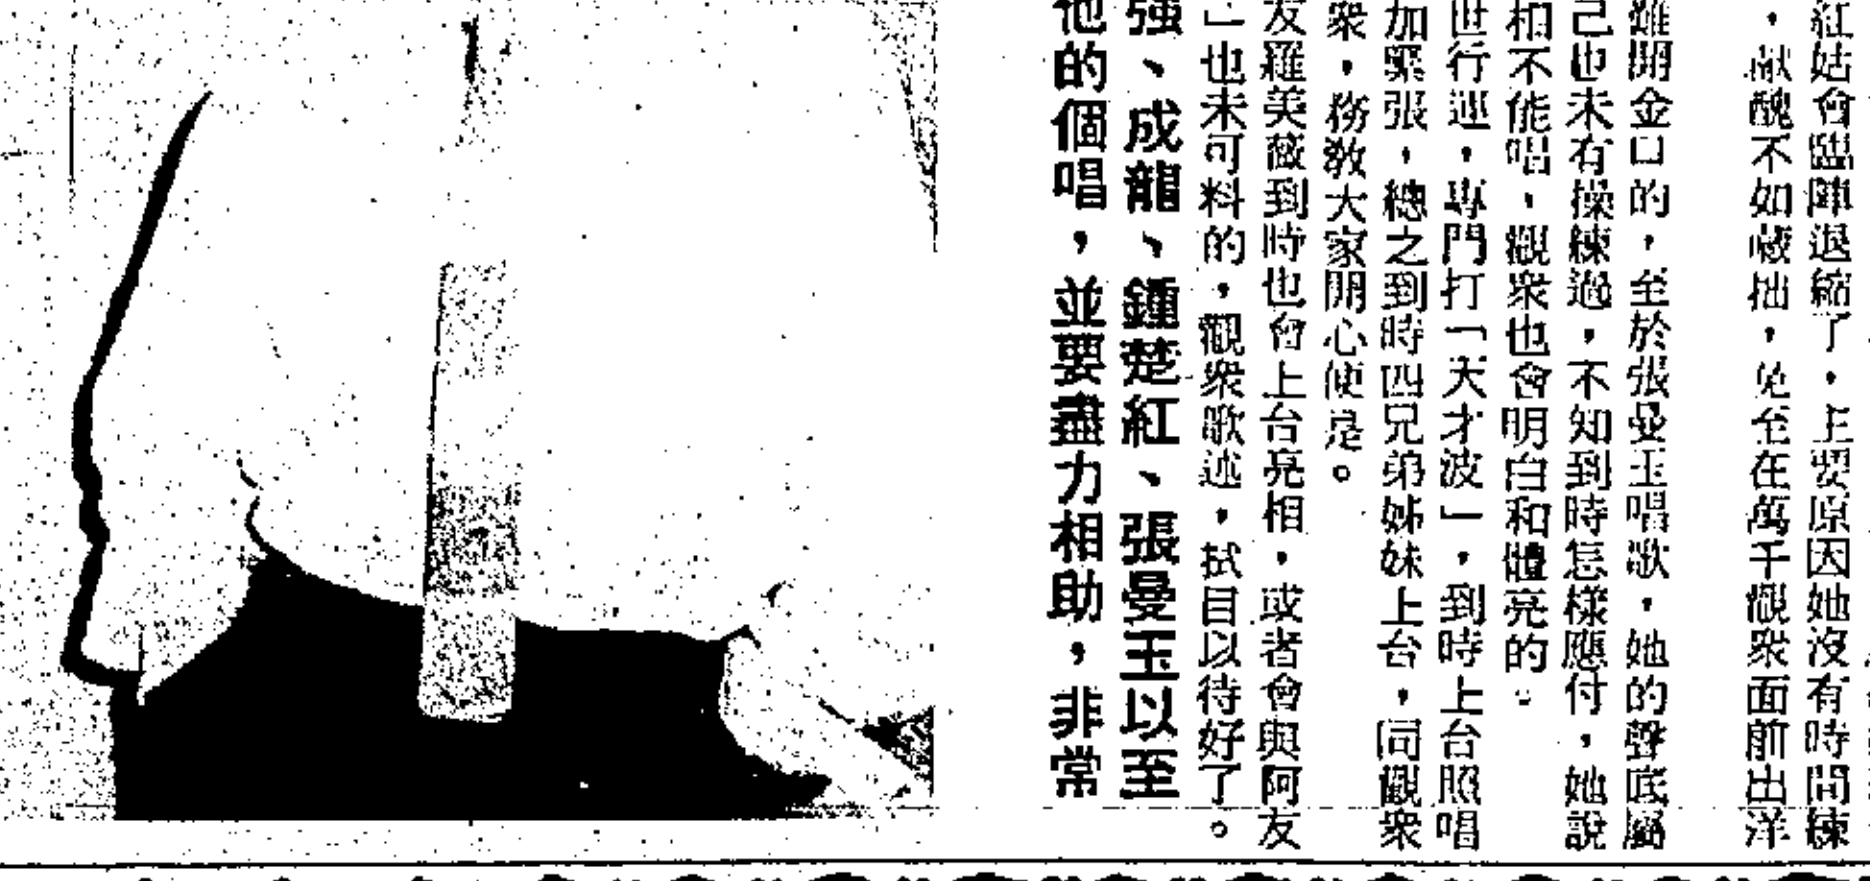 紅姑會臨陣退縮了，主要原因她沒有時間練
，獻醜不如藏拙，免至在萬千觀衆面前出洋
雖開金口的，至於張曼玉唱歌，她的聲底屬
己也未有操練過，不知到時怎樣應付，她說
相不能唱，觀衆也會明白和體亮的。
世行運，專門打「天才波」，到時上台照唱
加緊張，總之到時四兄弟姊妹上台，同觀衆
衆，務教大家開心便是。
友羅美薇到時也會上台亮相，或者會與阿友
」也未可料的，觀衆歌迷，拭目以待好了。
強、成龍、鍾楚紅、張曼玉以至
他的個唱，並要盡力相助，非常